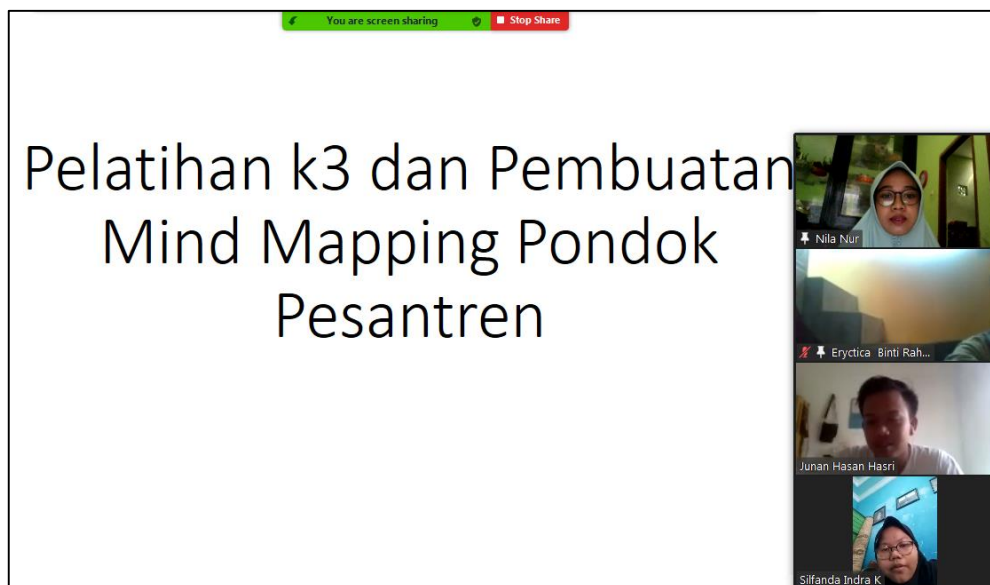 You are screen sharing
Stop Share
Pelatihan k3 dan Pembuatan
Mind Mapping Pondok
Pesantren
Nila Nur
Eryctica Binti Rah...
Junan Hasan Hasri
Silfanda Indra K